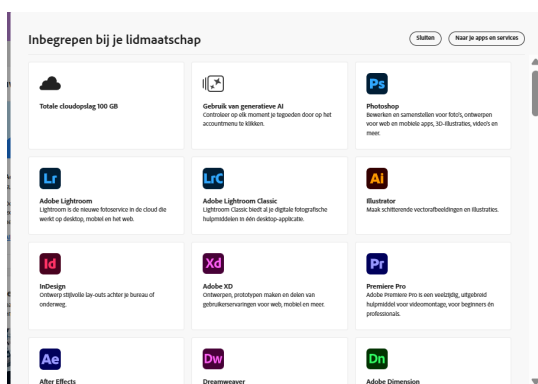 Inbegrepen bij je lidmaatschap
Sluiten
Naar je apps en services
Totale cloudopslag 100 GB
Gebruik van generatieve AI
Controleer op elk moment je tegoeden door op het
accountmenu te klikken.
Ps
Photoshop
Bewerken en samenstellen voor foto's, ontwerpen
voor web en mobiele apps, 3D-illustraties, video's en
meer.
Lr
Adobe Lightroom
Lightroom is de nieuwe fotoservice in de cloud die
werkt op desktop, mobiel en het web.
LrC
Adobe Lightroom Classic
Lightroom Classic biedt al je digitale fotografische
hulpmiddelen in één desktop-applicatie.
Ai
Illustrator
Maak schitterende vectorafbeeldingen en illustraties.
Id
InDesign
Ontwerp stijlvolle lay-outs achter je bureau of
onderweg.
Xd
Adobe XD
Ontwerpen, prototypen maken en delen van
gebruikerservaringen voor web, mobiel en meer.
Pr
Premiere Pro
Adobe Premiere Pro is een veelzijdig, uitgebreid
hulpmiddel voor videomontage, voor beginners én
professionals.
Ae
After Effects
Dw
Dreamweaver
Dn
Adobe Dimension